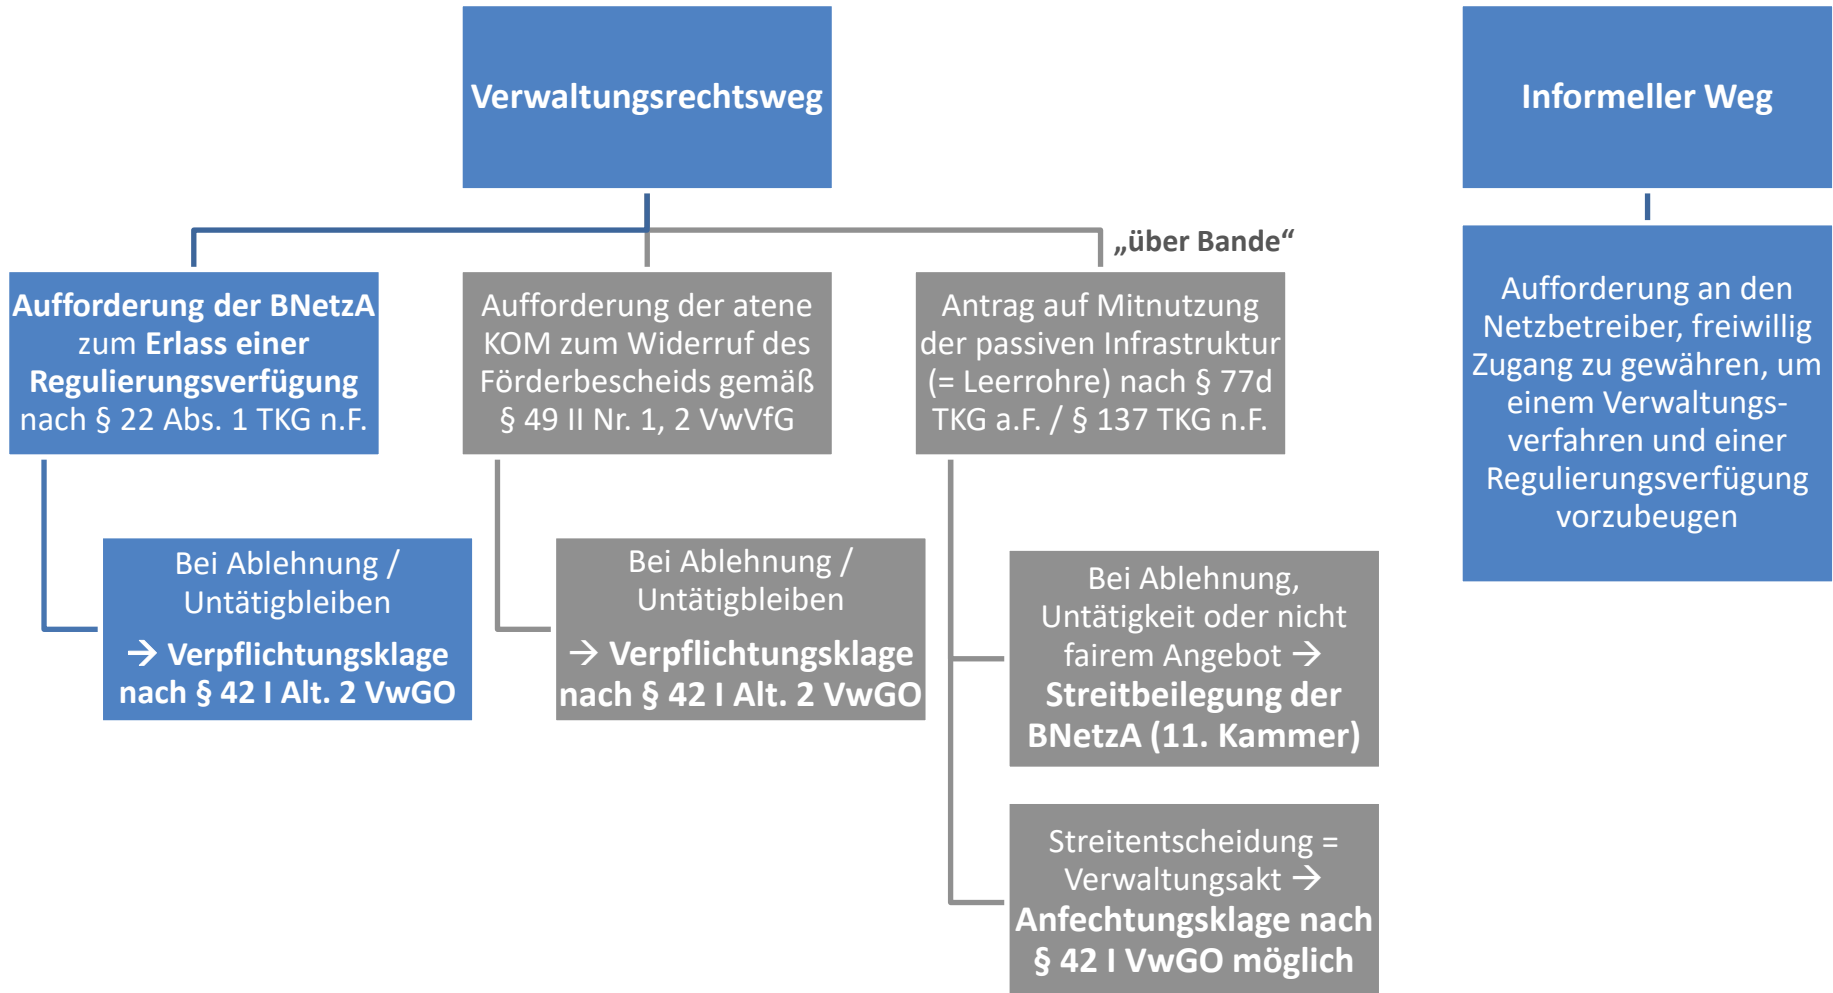 Verwaltungsrechtsweg
Informeller Weg
„über Bande“
Aufforderung der BNetzA
zum Erlass einer
Regulierungsverfügung
nach § 22 Abs. 1 TKG n.F.
Bei Ablehnung /
Untätigbleiben
→ Verpflichtungsklage
nach § 42 I Alt. 2 VwGO
Aufforderung der atene
KOM zum Widerruf des
Förderbescheids gemäß
§ 49 II Nr. 1, 2 VwVfG
Bei Ablehnung /
Untätigbleiben
→ Verpflichtungsklage
nach § 42 I Alt. 2 VwGO
Antrag auf Mitnutzung
der passiven Infrastruktur
(= Leerrohre) nach § 77d
TKG a.F. / § 137 TKG n.F.
Bei Ablehnung,
Untätigkeit oder nicht
fairem Angebot →
Streitbeilegung der
BNetzA (11. Kammer)
Streitentscheidung =
Verwaltungsakt →
Anfechtungsklage nach
§ 42 I VwGO möglich
Aufforderung an den
Netzbetreiber, freiwillig
Zugang zu gewähren, um
einem Verwaltungs-
verfahren und einer
Regulierungsverfügung
vorzubeugen